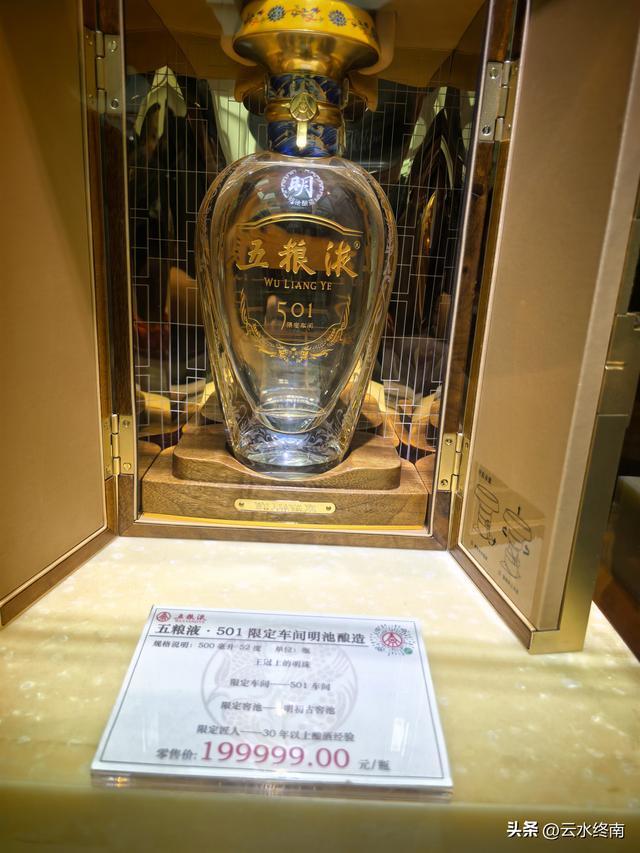 明
五粮液®
WU LIANG YE
501
限定车间
五粮液
五粮液·501限定车间明池酿造
规格说明：500毫升 52度 单位：瓶
王冠上的明珠
限定车间——501车间
限定窖池——明初古窖池
限定匠人——30年以上酿酒经验
零售价：199999.00 元/瓶
头条 @云水终南